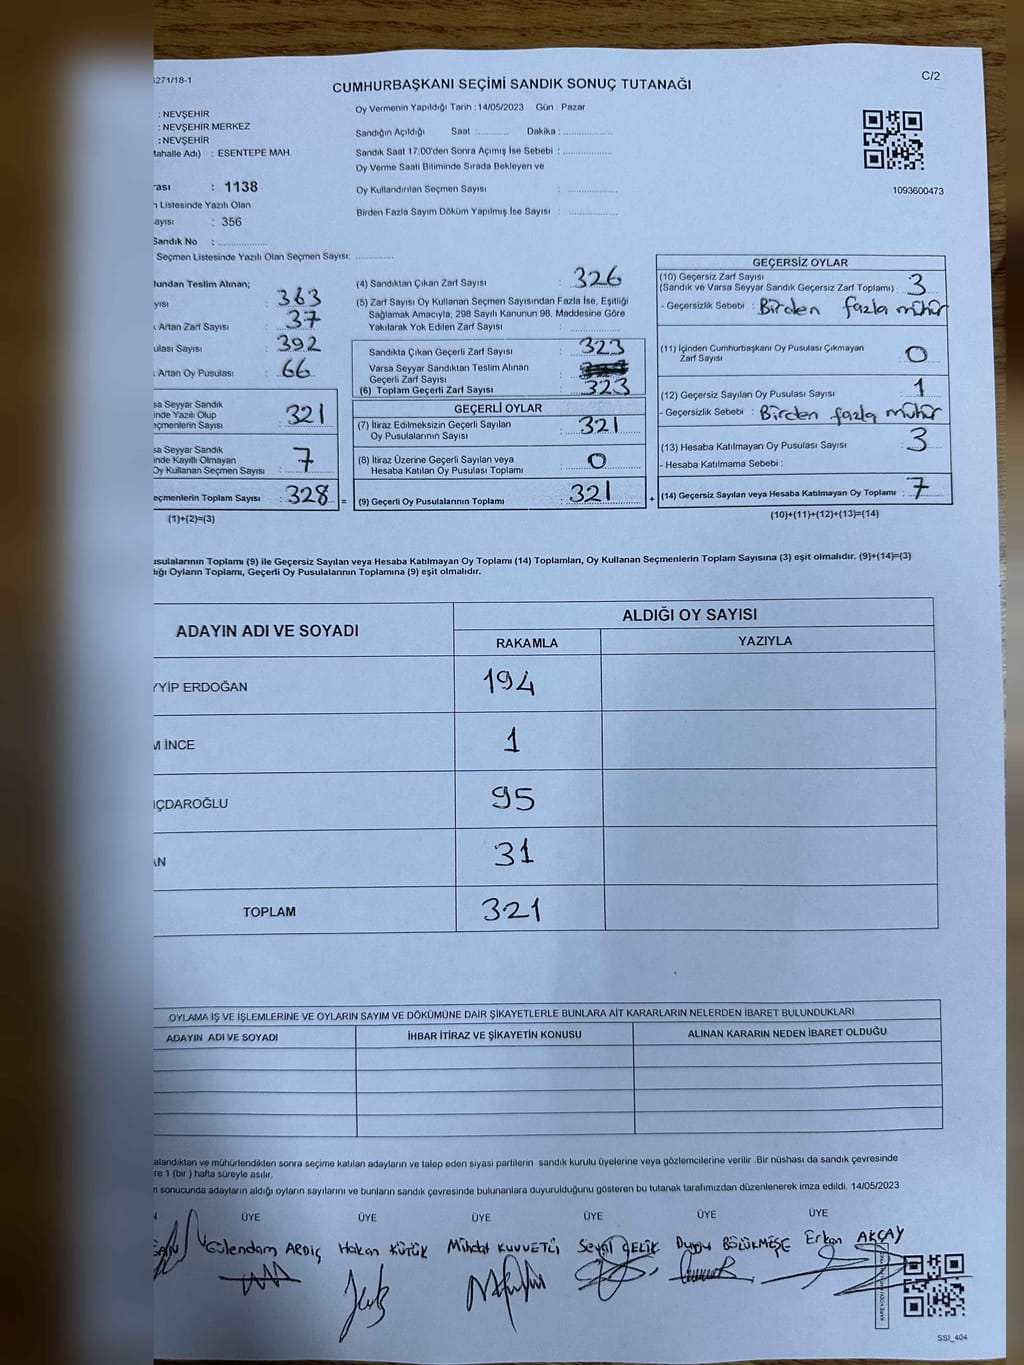 271/18-1
C/2
CUMHURBAŞKANI SEÇİMİ SANDIK SONUÇ TUTANAĞI
Oy Vermenin Yapıldığı Tarih : 14/05/2023 Gün : Pazar
: NEVŞEHİR
: NEVŞEHİR MERKEZ
: NEVŞEHİR
Mahalle Adı) : ESENTEPE MAH.
Sandığın Açıldığı Saat :........... Dakika :..................
Sandık Saat 17:00'den Sonra Açımış İse Sebebi :..................
Oy Verme Saati Bitiminde Sırada Bekleyen ve
Oy Kullandırılan Seçmen Sayısı : ..................
Birden Fazla Sayım Döküm Yapılmış İse Sayısı : ..................
1093600473
rası : 1138
n Listesinde Yazılı Olan
ayısı : 356
Sandık No : ..................
Seçmen Listesinde Yazılı Olan Seçmen Sayısı: ..............
lundan Teslim Alınan;
yısı : 363
Artan Zarf Sayısı : 37
ulası Sayısı : 392
Artan Oy Pusulası : 66
sa Seyyar Sandık
inde Yazılı Olup
eçmenlerin Sayısı : 321
sa Seyyar Sandık
inde Kayıtlı Olmayan
Oy Kullanan Seçmen Sayısı : 7
eçmenlerin Toplam Sayısı : 328 =
(1)+(2)=(3)
(4) Sandıktan Çıkan Zarf Sayısı : 326
(5) Zarf Sayısı Oy Kullanan Seçmen Sayısından Fazla İse, Eşitliği
Sağlamak Amacıyla, 298 Sayılı Kanunun 98. Maddesine Göre
Yakılarak Yok Edilen Zarf Sayısı : ..............
Sandıkta Çıkan Geçerli Zarf Sayısı : 323
Varsa Seyyar Sandıktan Teslim Alınan
Geçerli Zarf Sayısı :
(6) Toplam Geçerli Zarf Sayısı : 323
GEÇERLİ OYLAR
(7) İtiraz Edilmeksizin Geçerli Sayılan
Oy Pusulalarının Sayısı : 321
(8) İtiraz Üzerine Geçerli Sayılan veya
Hesaba Katılan Oy Pusulası Toplamı : 0
(9) Geçerli Oy Pusulalarının Toplamı : 321 +
GEÇERSİZ OYLAR
(10) Geçersiz Zarf Sayısı
(Sandık ve Varsa Seyyar Sandık Geçersiz Zarf Toplamı) : 3
- Geçersizlik Sebebi : Birden fazla mühür
(11) İçinden Cumhurbaşkanı Oy Pusulası Çıkmayan
Zarf Sayısı : 0
(12) Geçersiz Sayılan Oy Pusulası Sayısı : 1
- Geçersizlik Sebebi : Birden fazla mühür
(13) Hesaba Katılmayan Oy Pusulası Sayısı : 3
- Hesaba Katılmama Sebebi :
(14) Geçersiz Sayılan veya Hesaba Katılmayan Oy Toplamı : 7
(10)+(11)+(12)+(13)=(14)
usulalarının Toplamı (9) ile Geçersiz Sayılan veya Hesaba Katılmayan Oy Toplamı (14) Toplamları, Oy Kullanan Seçmenlerin Toplam Sayısına (3) eşit olmalıdır. (9)+(14)=(3)
dığı Oyların Toplamı, Geçerli Oy Pusulalarının Toplamına (9) eşit olmalıdır.
ADAYIN ADI VE SOYADI
ALDIĞI OY SAYISI
RAKAMLA YAZIYLA
YYİP ERDOĞAN 194
M İNCE 1
IÇDAROĞLU 95
AN 31
TOPLAM 321
OYLAMA İŞ VE İŞLEMLERİNE VE OYLARIN SAYIM VE DÖKÜMÜNE DAİR ŞİKAYETLERLE BUNLARA AİT KARARLARIN NELERDEN İBARET BULUNDUKLARI
ADAYIN ADI VE SOYADI İHBAR İTİRAZ VE ŞİKAYETİN KONUSU ALINAN KARARIN NEDEN İBARET OLDUĞU
alandıktan ve mühürlendikten sonra seçime katılan adayların ve talep eden siyasi partilerin sandık kurulu üyelerine veya gözlemcilerine verilir .Bir nüshası da sandık çevresinde
re 1 (bir ) hafta süreyle asılır.
n sonucunda adayların aldığı oyların sayılarını ve bunların sandık çevresinde bulunanlara duyurulduğunu gösteren bu tutanak tarafımızdan düzenlenerek imza edildi. 14/05/2023
ÜYE ÜYE ÜYE ÜYE ÜYE ÜYE
Gülendam ARDIÇ Hakan KÜTÜK Mihdat KUVVETLİ Seval ÇELİK Duygu BÖLÜKMEŞE Erkan AKÇAY
SSI_404